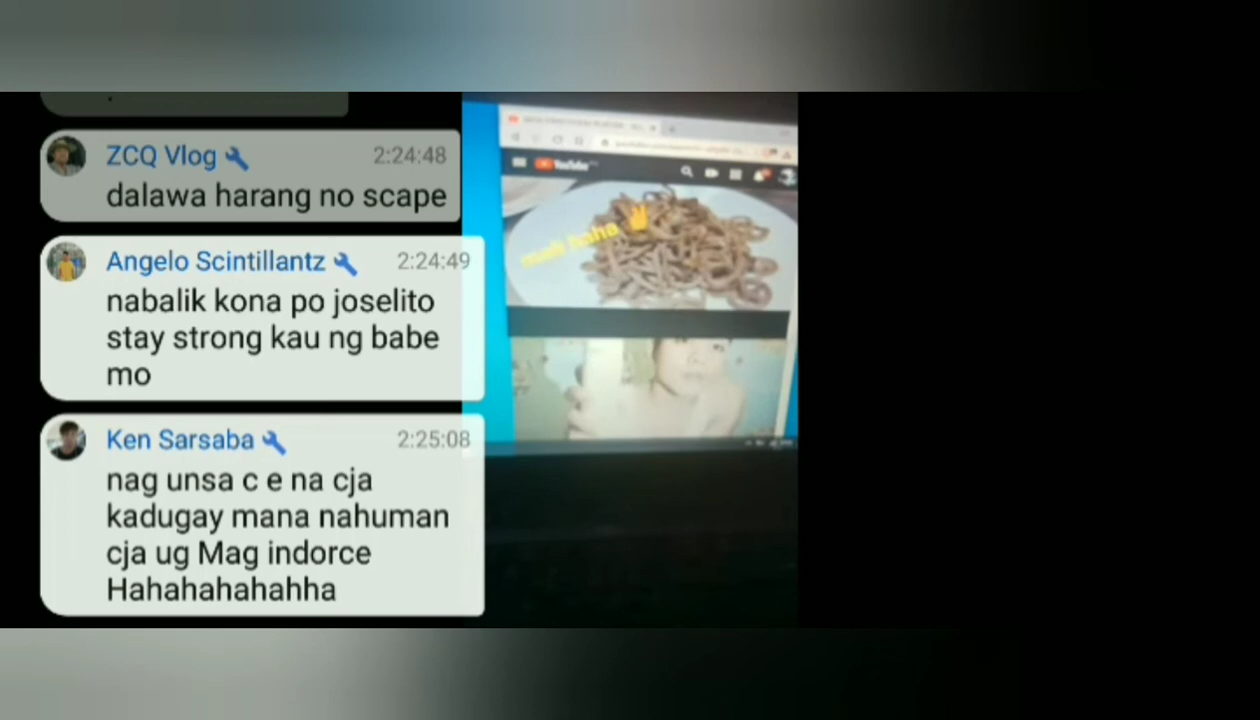 ZCQ Vlog 2:24:48
dalawa harang no scape
Angelo Scintillantz 2:24:49
nabalik kona po joselito
stay strong kau ng babe
mo
Ken Sarsaba 2:25:08
nag unsa c e na cja
kadugay mana nahuman
cja ug Mag indorce
Hahahahahahha
YouTube
haha